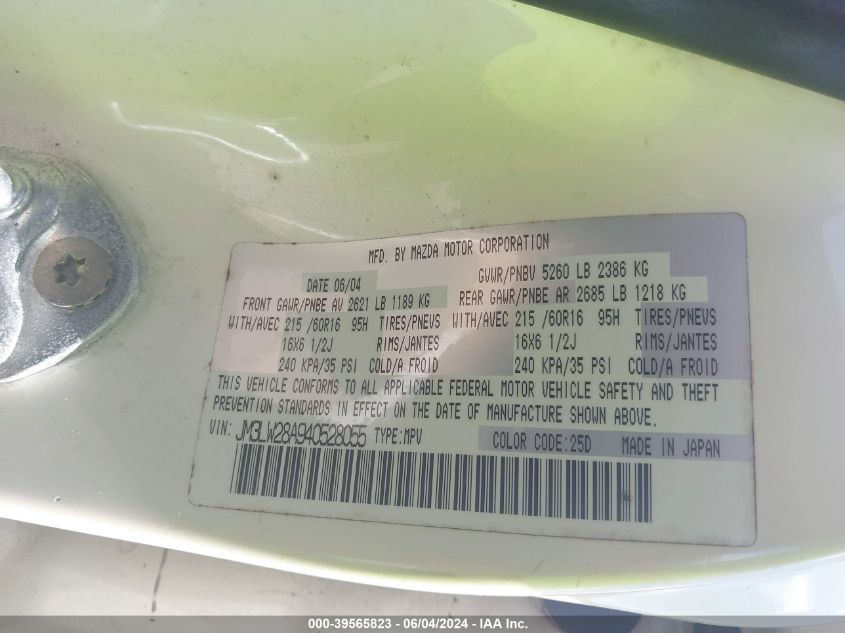 MFD. BY MAZDA MOTOR CORPORATION
DATE 06/04 GVWR/PNBV 5260 LB 2386 KG
FRONT GAWR/PNBE AV 2621 LB 1189 KG REAR GAWR/PNBE AR 2685 LB 1218 KG
WITH/AVEC 215 /60R16 95H TIRES/PNEVS WITH/AVEC 215 /60R16 95H TIRES/PNEVS
16X6 1/2J RIMS/JANTES 16X6 1/2J RIMS/JANTES
240 KPA/35 PSI COLD/A FROID 240 KPA/35 PSI COLD/A FROID
THIS VEHICLE CONFORMS TO ALL APPLICABLE FEDERAL MOTOR VEHICLE SAFETY AND THEFT
PREVENTION STANDARDS IN EFFECT ON THE DATE OF MANUFACTURE SHOWN ABOVE.
VIN: JM3LW28A940528055 TYPE:MPV COLOR CODE:25D MADE IN JAPAN
000-39565823 - 06/04/2024 - IAA Inc.